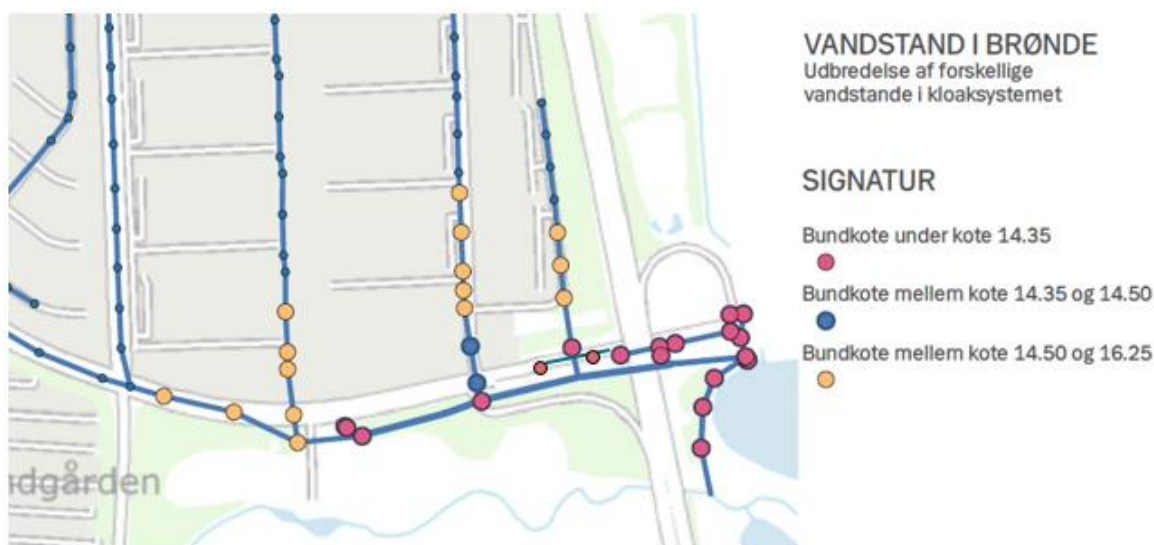 VANDSTAND I BRØNDE
Udbredelse af forskellige
vandstande i kloaksystemet
SIGNATUR
Bundkote under kote 14.35
Bundkote mellem kote 14.35 og 14.50
Bundkote mellem kote 14.50 og 16.25
dgården